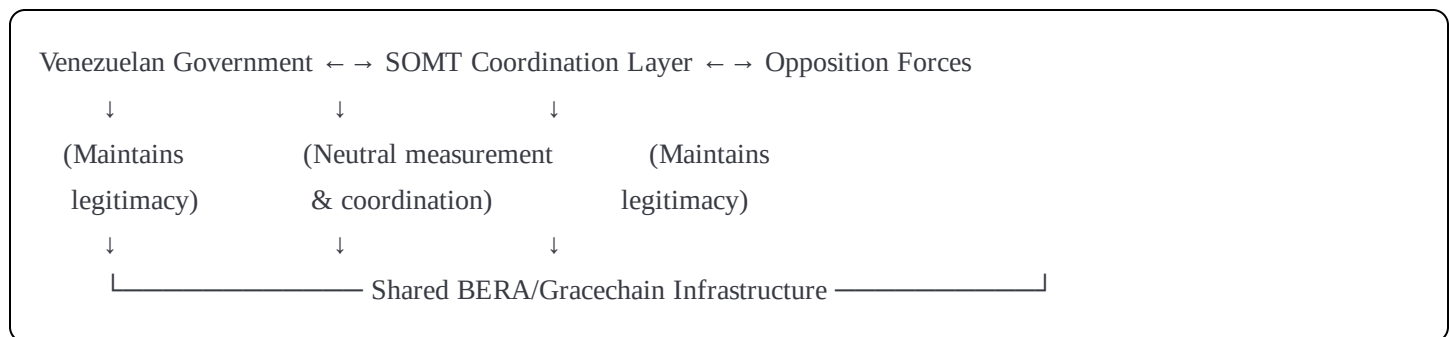 Venezuelan Government ←→ SOMT Coordination Layer ←→ Opposition Forces
↓ ↓ ↓
(Maintains (Neutral measurement (Maintains
legitimacy) & coordination) legitimacy)
↓ ↓ ↓
└────────────── Shared BERA/Gracechain Infrastructure ────────────┘